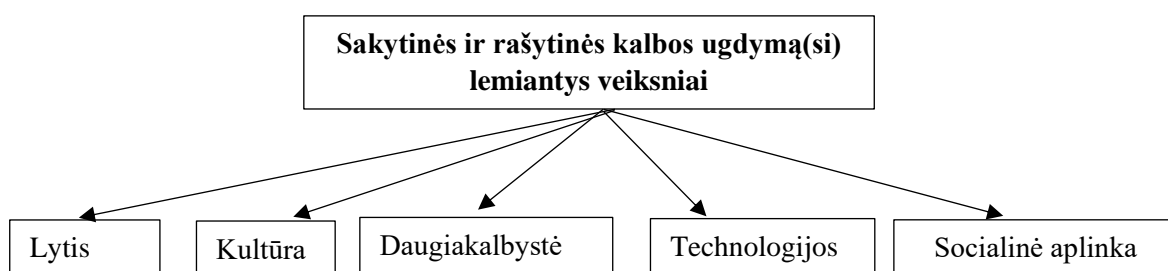 Sakytinės ir rašytinės kalbos ugdymą(si)
lemiantys veiksniai
Lytis
Kultūra
Daugiakalbystė
Technologijos
Socialinė aplinka